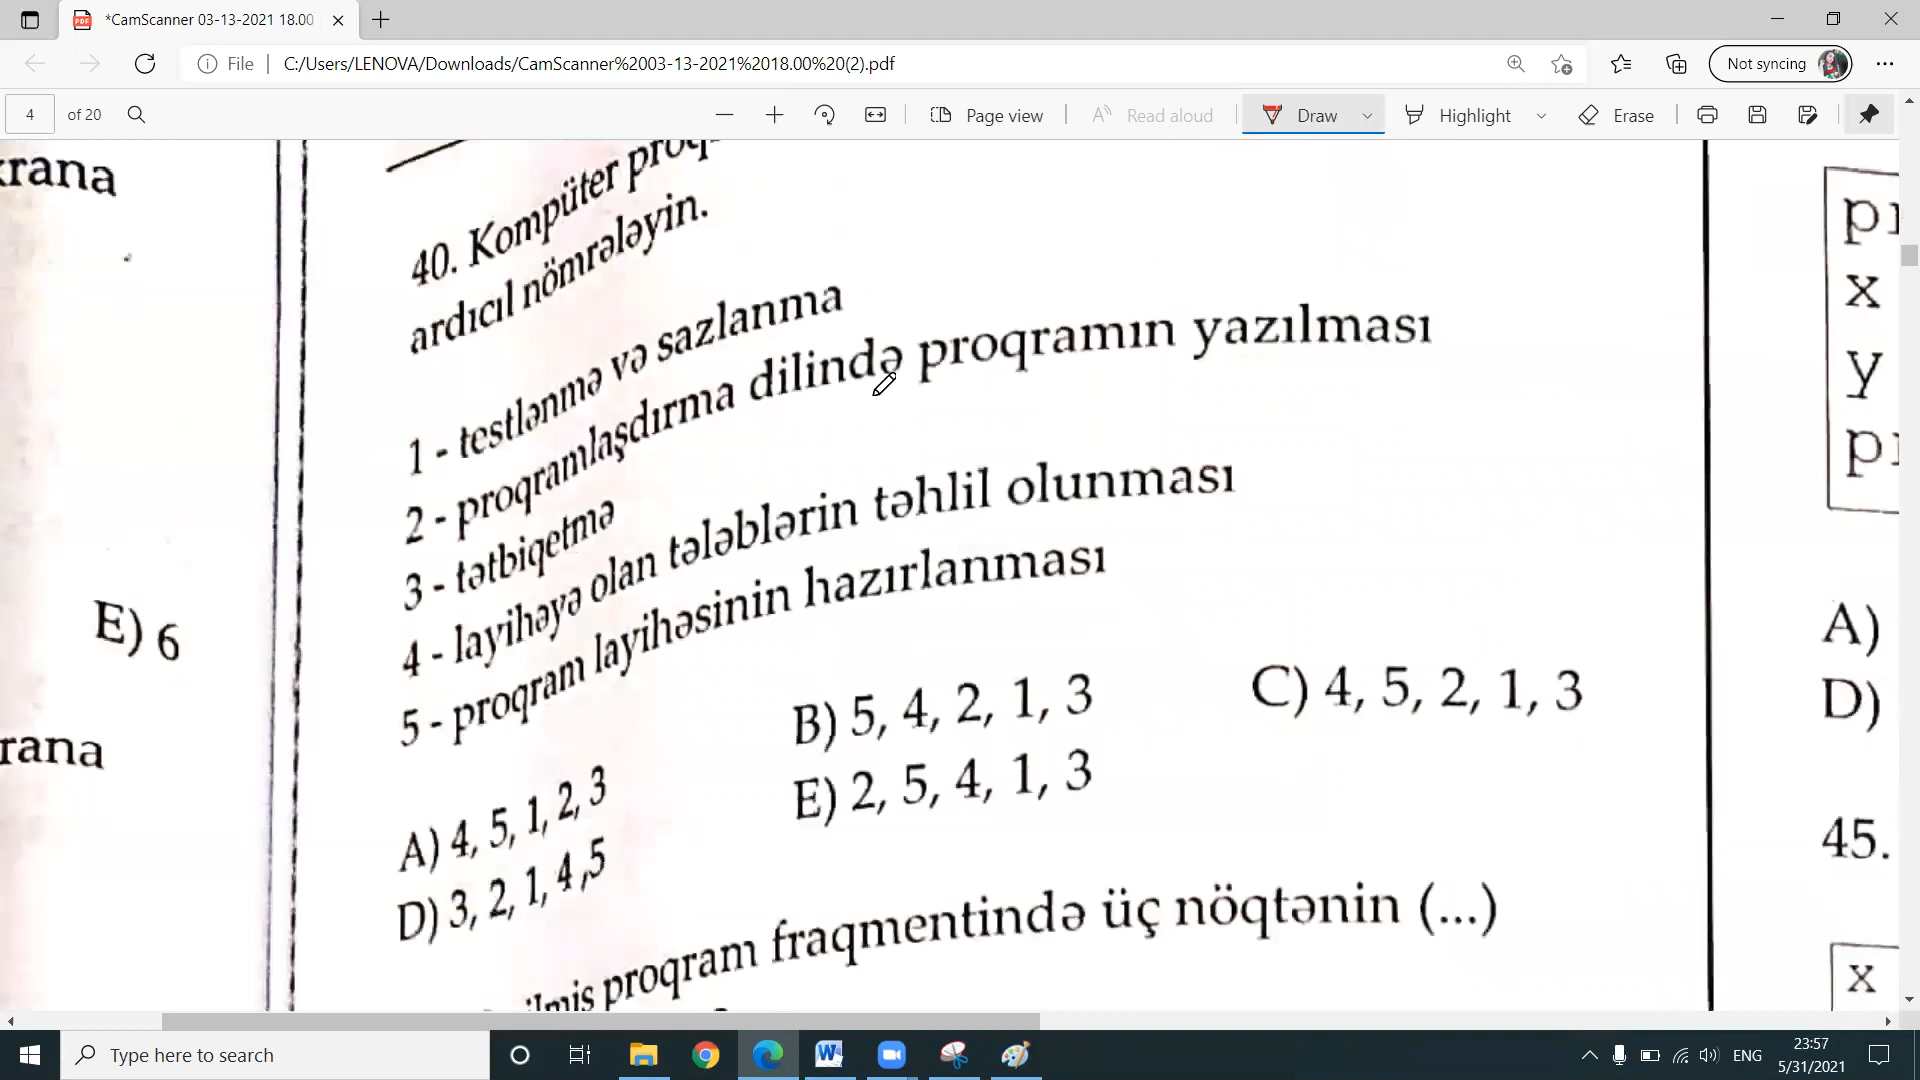 *CamScanner 03-13-2021 18.00
File
C:/Users/LENOVA/Downloads/CamScanner%2003-13-2021%2018.00%20(2).pdf
Not syncing
4 of 20
Page view
Read aloud
Draw
Highlight
Erase
krana
E) 6
rana
40. Kompüter
ardıcıl nömrələyin.
1 - testlənmə və sazlanma
2 - proqramlaşdırma dilində proqramın yazılması
3 - tətbiqetmə
4 - layihəyə olan tələblərin təhlil olunması
5 - proqram layihəsinin hazırlanması
A) 4, 5, 1, 2, 3
B) 5, 4, 2, 1, 3
C) 4, 5, 2, 1, 3
D) 3, 2, 1, 4 ,5
E) 2, 5, 4, 1, 3
proqram fraqmentində üç nöqtənin (...)
x
y
A)
D)
45.
x
Type here to search
ENG
23:57
5/31/2021